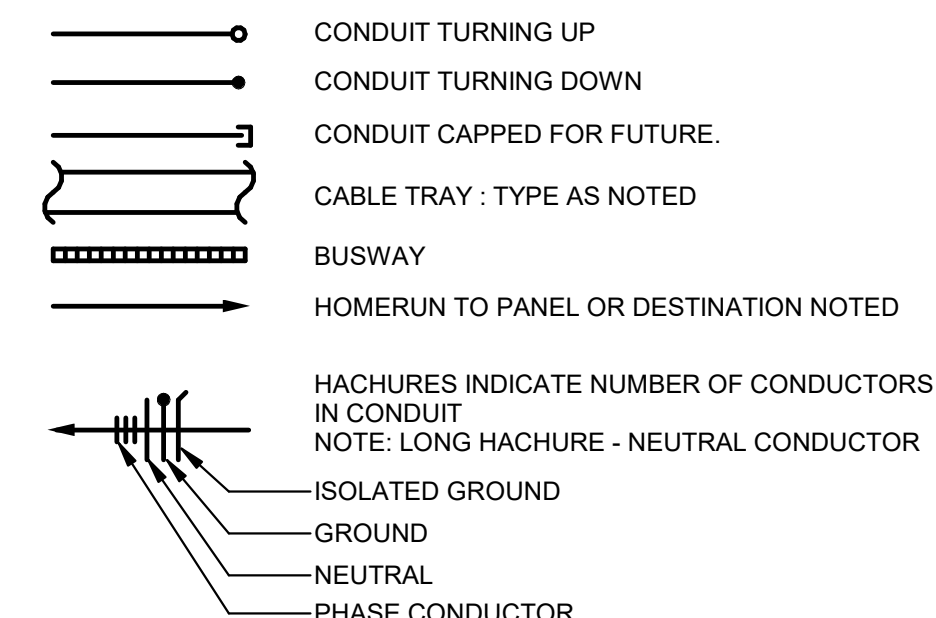 CONDUIT TURNING UP
CONDUIT TURNING DOWN
CONDUIT CAPPED FOR FUTURE.
CABLE TRAY : TYPE AS NOTED
BUSWAY
HOMERUN TO PANEL OR DESTINATION NOTED
HACHURES INDICATE NUMBER OF CONDUCTORS
IN CONDUIT
NOTE: LONG HACHURE - NEUTRAL CONDUCTOR
ISOLATED GROUND
GROUND
NEUTRAL
PHASE CONDUCTOR